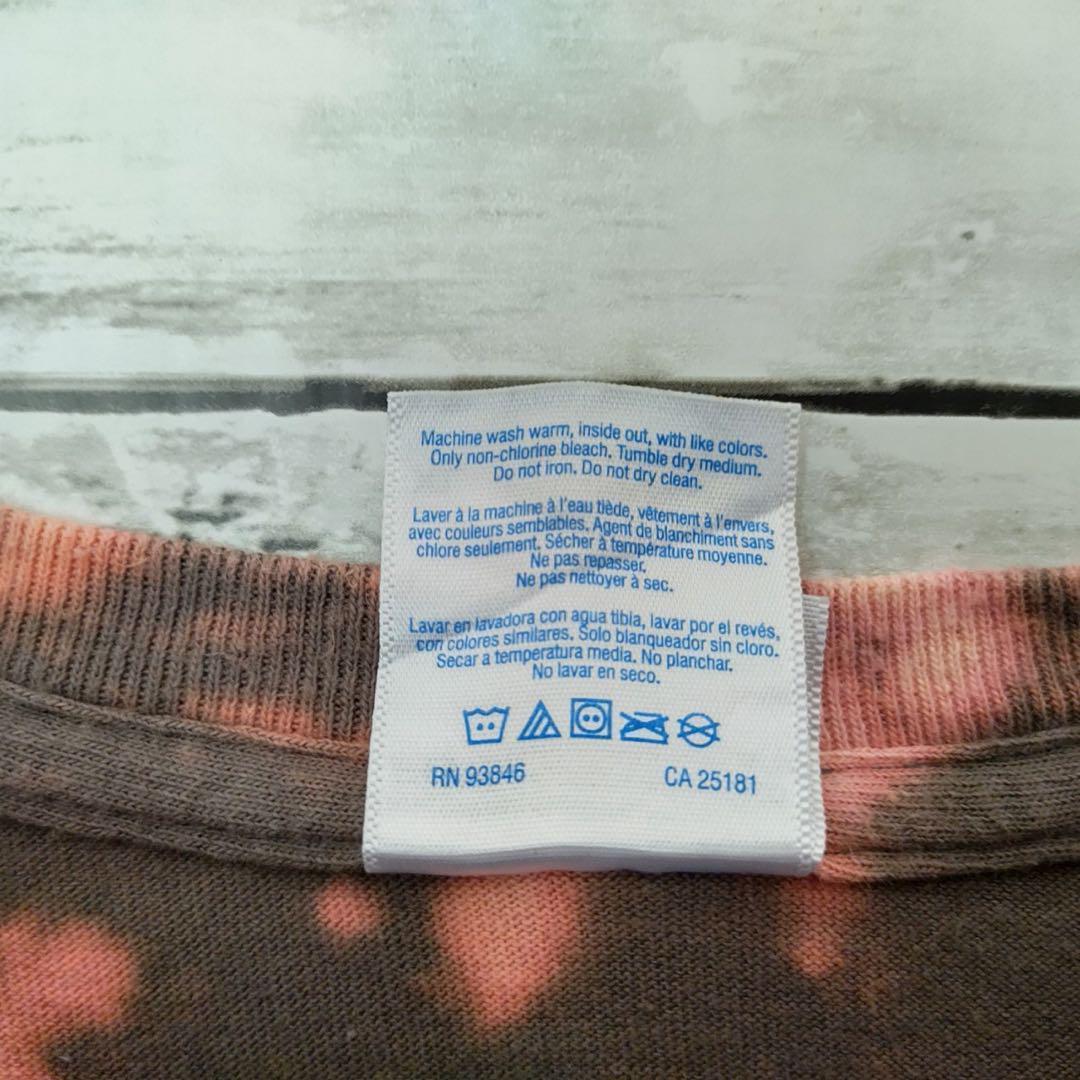 Machine wash warm, inside out, with like colors.
Only non-chlorine bleach. Tumble dry medium.
Do not iron. Do not dry clean.
Laver à la machine à l'eau tiède, vêtement à l'envers,
avec couleurs semblables. Agent de blanchiment sans
chlore seulement. Sécher à température moyenne.
Ne pas repasser.
Ne pas nettoyer à sec.
Lavar en lavadora con agua tibia, lavar por el revés,
con colores similares. Solo blanqueador sin cloro.
Secar a temperatura media. No planchar.
No lavar en seco.
RN 93846 CA 25181